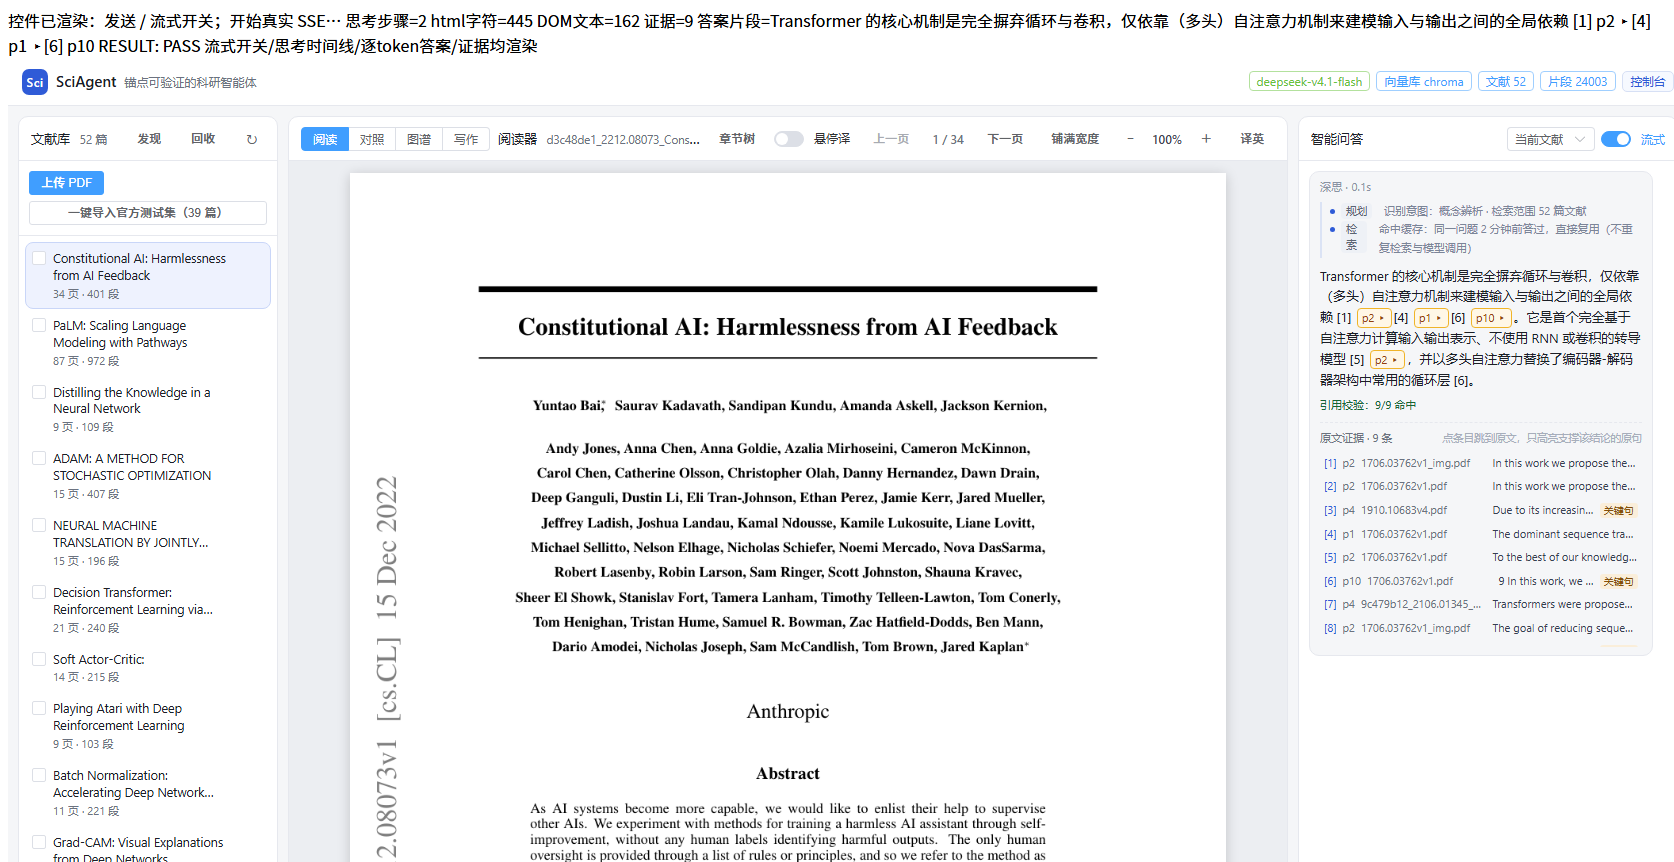 控件已渲染：发送 / 流式开关；开始真实 SSE… 思考步骤=2 html字符=445 DOM文本=162 证据=9 答案片段=Transformer 的核心机制是完全摒弃循环与卷积，仅依靠（多头）自注意力机制来建模输入与输出之间的全局依赖 [1] p2 ‣ [4]
p1 ‣ [6] p10 RESULT: PASS 流式开关/思考时间线/逐token答案/证据均渲染
Sci SciAgent 锚点可验证的科研智能体
deepseek-v4.1-flash 向量库 chroma 文献 52 片段 24003 控制台
文献库 52 篇 发现 回收 ↻
上传 PDF
一键导入官方测试集（39 篇）
Constitutional AI: Harmlessness
from AI Feedback
34 页 · 401 段
PaLM: Scaling Language
Modeling with Pathways
87 页 · 972 段
Distilling the Knowledge in a
Neural Network
9 页 · 109 段
ADAM: A METHOD FOR
STOCHASTIC OPTIMIZATION
15 页 · 407 段
NEURAL MACHINE
TRANSLATION BY JOINTLY...
15 页 · 196 段
Decision Transformer:
Reinforcement Learning via...
21 页 · 240 段
Soft Actor-Critic:
14 页 · 215 段
Playing Atari with Deep
Reinforcement Learning
9 页 · 103 段
Batch Normalization:
Accelerating Deep Network...
11 页 · 221 段
Grad-CAM: Visual Explanations
from Deep Networks
阅读 对照 图谱 写作 阅读器 d3c48de1_2212.08073_Cons... 章节树 悬停译 上一页 1 / 34 下一页 铺满宽度 − 100% + 译英
Constitutional AI: Harmlessness from AI Feedback
Yuntao Bai,* Saurav Kadavath, Sandipan Kundu, Amanda Askell, Jackson Kernion,
Andy Jones, Anna Chen, Anna Goldie, Azalia Mirhoseini, Cameron McKinnon,
Carol Chen, Catherine Olsson, Christopher Olah, Danny Hernandez, Dawn Drain,
Deep Ganguli, Dustin Li, Eli Tran-Johnson, Ethan Perez, Jamie Kerr, Jared Mueller,
Jeffrey Ladish, Joshua Landau, Kamal Ndousse, Kamile Lukosuite, Liane Lovitt,
Michael Sellitto, Nelson Elhage, Nicholas Schiefer, Noemi Mercado, Nova DasSarma,
Robert Lasenby, Robin Larson, Sam Ringer, Scott Johnston, Shauna Kravec,
Sheer El Showk, Stanislav Fort, Tamera Lanham, Timothy Telleen-Lawton, Tom Conerly,
Tom Henighan, Tristan Hume, Samuel R. Bowman, Zac Hatfield-Dodds, Ben Mann,
Dario Amodei, Nicholas Joseph, Sam McCandlish, Tom Brown, Jared Kaplan*
Anthropic
Abstract
As AI systems become more capable, we would like to enlist their help to supervise
other AIs. We experiment with methods for training a harmless AI assistant through self-
improvement, without any human labels identifying harmful outputs. The only human
oversight is provided through a list of rules or principles, and so we refer to the method as
2.08073v1 [cs.CL] 15 Dec 2022
智能问答 当前文献 流式
深思 · 0.1s
规划 识别意图：概念辨析 · 检索范围 52 篇文献
检索 命中缓存：同一问题 2 分钟前答过，直接复用（不重
复检索与模型调用）
Transformer 的核心机制是完全摒弃循环与卷积，仅依靠
（多头）自注意力机制来建模输入与输出之间的全局依
赖 [1] p2 ‣ [4] p1 ‣ [6] p10 ‣ 。它是首个完全基于
自注意力计算输入输出表示、不使用 RNN 或卷积的转导
模型 [5] p2 ‣ ，并以多头自注意力替换了编码器-解码
器架构中常用的循环层 [6]。
引用校验：9/9 命中
原文证据 · 9 条 点条目跳到原文，只高亮支撑该结论的原句
[1] p2 1706.03762v1_img.pdf In this work we propose the...
[2] p2 1706.03762v1.pdf In this work we propose the...
[3] p4 1910.10683v4.pdf Due to its increasin... 关键句
[4] p1 1706.03762v1.pdf The dominant sequence tra...
[5] p2 1706.03762v1.pdf To the best of our knowledg...
[6] p10 1706.03762v1.pdf 9 In this work, we ... 关键句
[7] p4 9c479b12_2106.01345_... Transformers were propose...
[8] p2 1706.03762v1_img.pdf The goal of reducing seque...